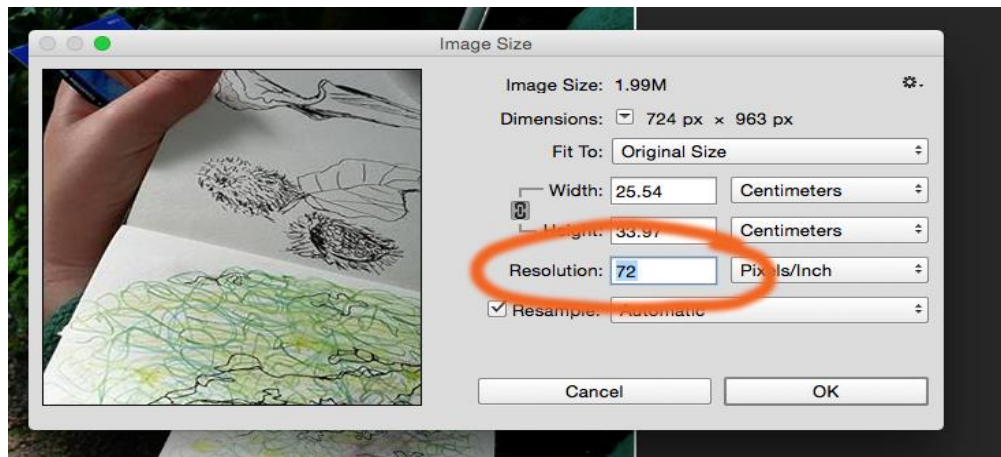 Image Size
Image Size: 1.99M
Dimensions: 724 px × 963 px
Fit To: Original Size
Width: 25.54 Centimeters
Height: 33.97 Centimeters
Resolution: 72 Pixels/Inch
Resample: Automatic
Cancel OK